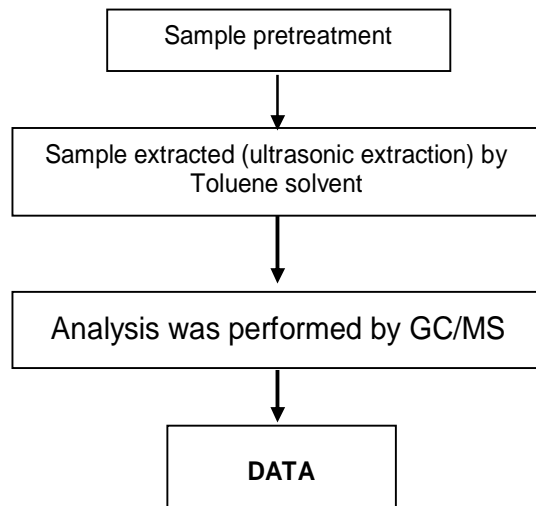 Sample pretreatment
Sample extracted (ultrasonic extraction) by
Toluene solvent
Analysis was performed by GC/MS
DATA